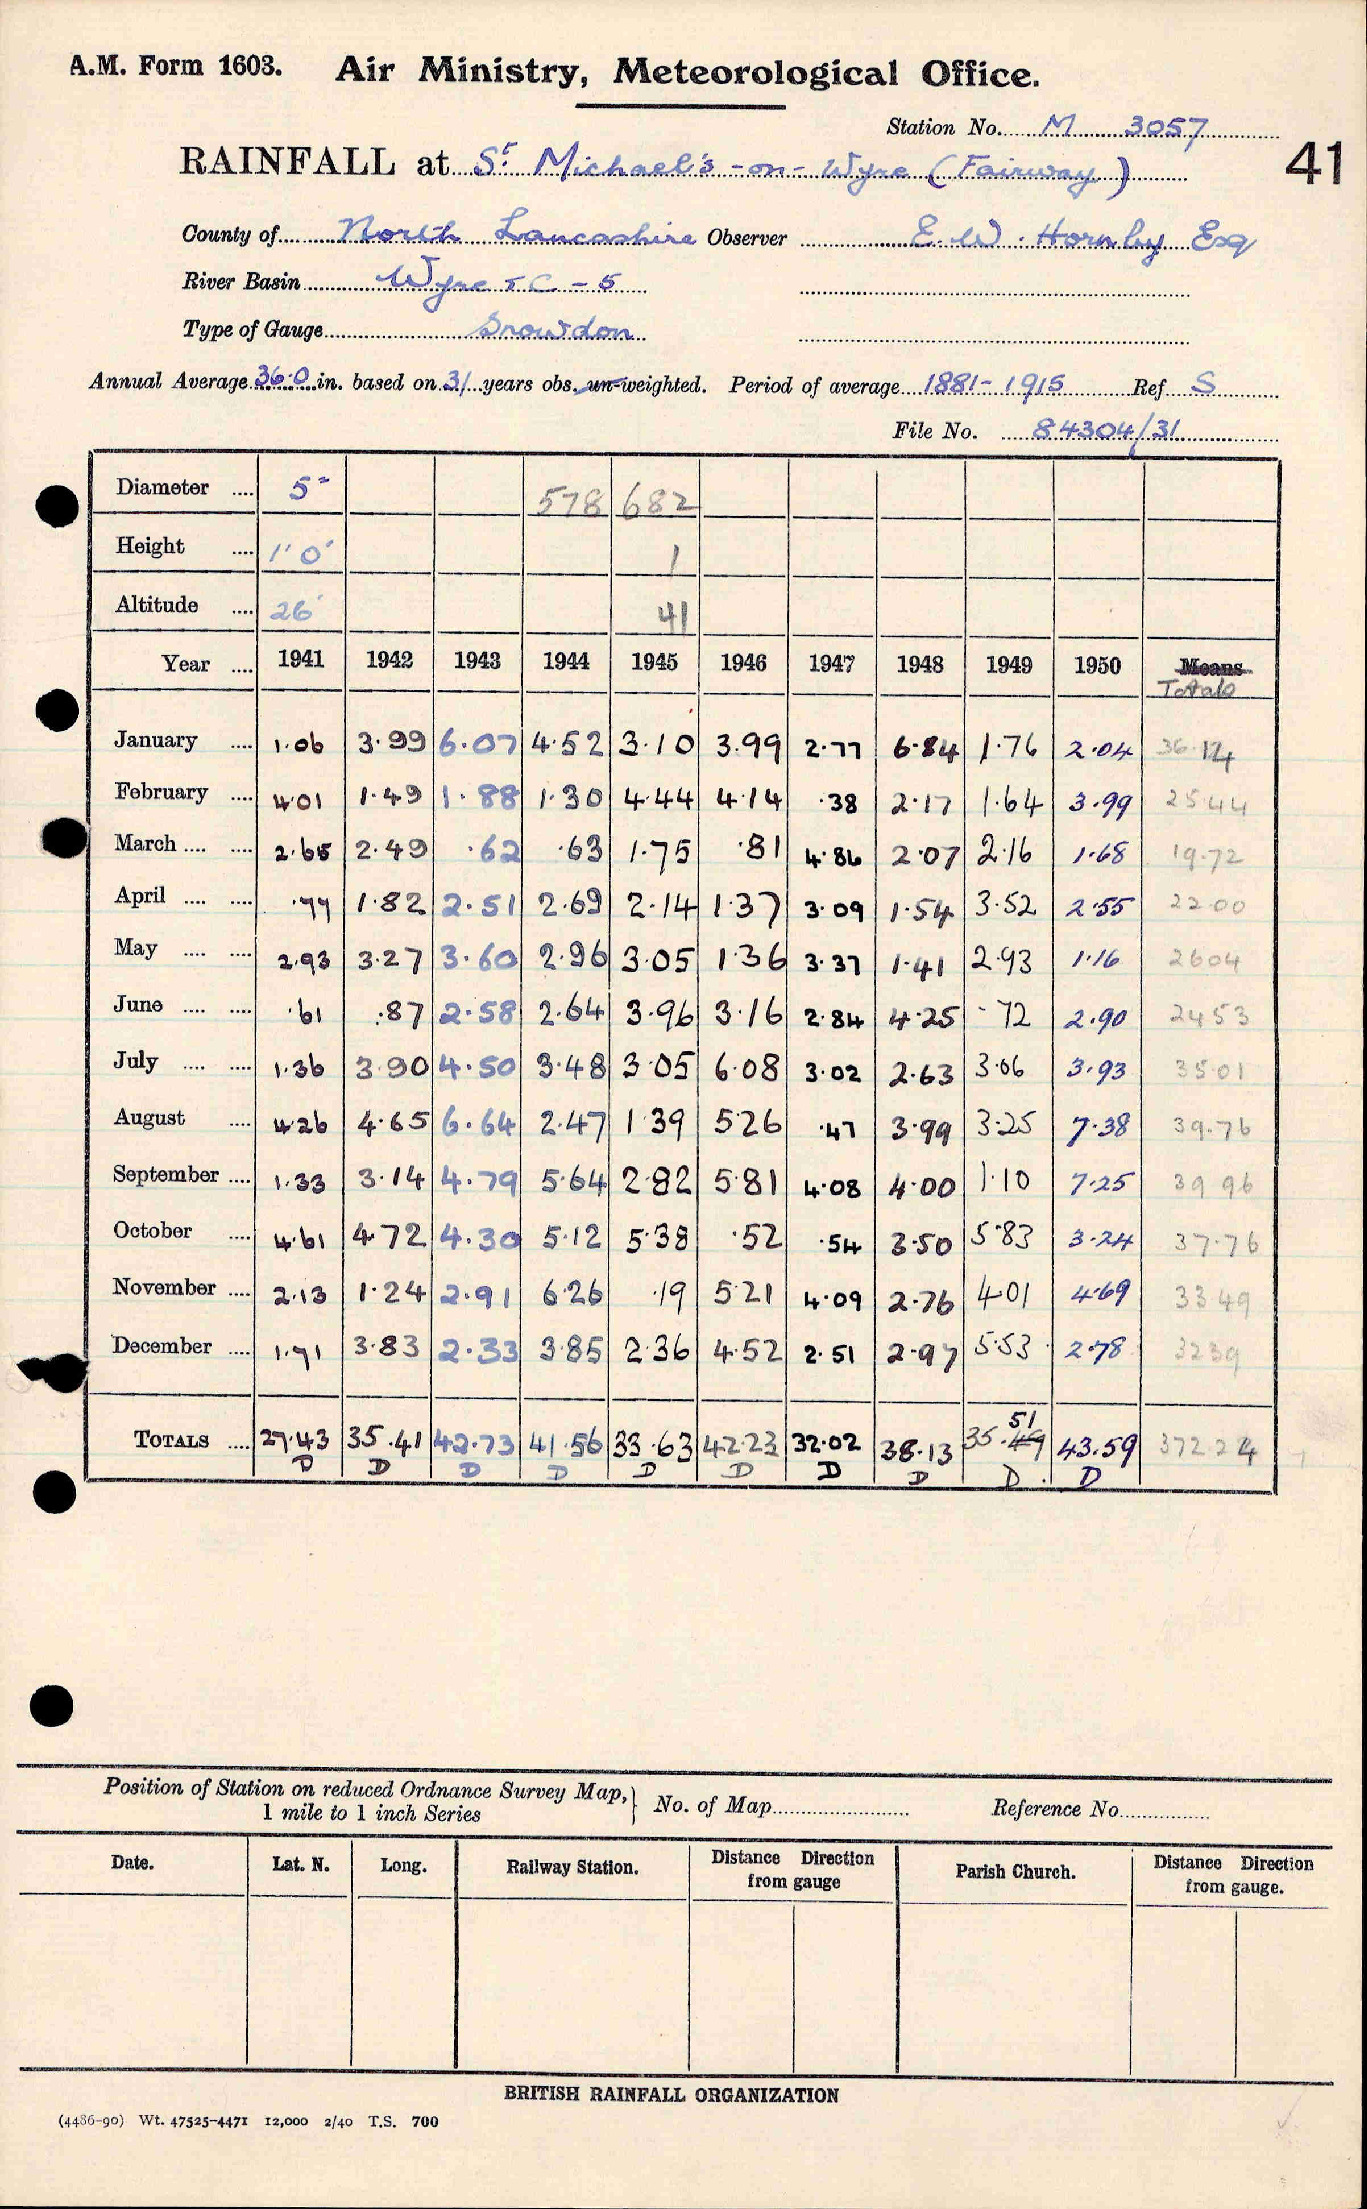 A.M. Form 1603. Air Ministry, Meteorological Office.
Station No. M 3057
41
RAINFALL at St. Michael's-on-Wyre (Fairway)
County of North Lancashire Observer E. W. Hornby Esq
River Basin Wyre TC-5
Type of Gauge Snowdon
Annual Average 36.0 in. based on 31 years obs. un-weighted. Period of average 1881-1915 Ref S
File No. 84304/31
Diameter .... 5" 578 682
Height .... 1' 0" 1
Altitude .... 26' 41
Year .... 1941 1942 1943 1944 1945 1946 1947 1948 1949 1950 Means
Totals
January .... 1.06 3.99 6.07 4.52 3.10 3.99 2.77 6.84 1.76 2.04 36.14
February .... 4.01 1.49 1.88 1.30 4.44 4.14 .38 2.17 1.64 3.99 25.44
March .... .... 2.65 2.49 .62 .63 1.75 .81 4.86 2.07 2.16 1.68 19.72
April .... .... .77 1.82 2.51 2.69 2.14 1.37 3.09 1.54 3.52 2.55 22.00
May .... .... 2.93 3.27 3.60 2.96 3.05 1.36 3.37 1.41 2.93 1.16 26.04
June .... .... .61 .87 2.58 2.64 3.96 3.16 2.84 4.25 .72 2.90 24.53
July .... .... 1.36 3.90 4.50 3.48 3.05 6.08 3.02 2.63 3.06 3.93 35.01
August .... 4.26 4.65 6.64 2.47 1.39 5.26 .47 3.99 3.25 7.38 39.76
September .... 1.33 3.14 4.79 5.64 2.82 5.81 4.08 4.00 1.10 7.25 39.96
October .... 4.61 4.72 4.30 5.12 5.38 .52 .54 3.50 5.83 3.24 37.76
November .... 2.13 1.24 2.91 6.26 .19 5.21 4.09 2.76 4.01 4.69 33.49
December .... 1.71 3.83 2.33 3.85 2.36 4.52 2.51 2.97 5.53 2.78 32.39
51
TOTALS .... 27.43 35.41 42.73 41.56 33.63 42.23 32.02 38.13 35.49 43.59 372.24
D D D D D D D D D D
Position of Station on reduced Ordnance Survey Map,
1 mile to 1 inch Series
No. of Map Reference No.
Date. Lat. N. Long. Railway Station. Distance Direction from gauge Parish Church. Distance Direction from gauge.
BRITISH RAINFALL ORGANIZATION
(4486-90) Wt. 47525-4471 12,000 2/40 T.S. 700